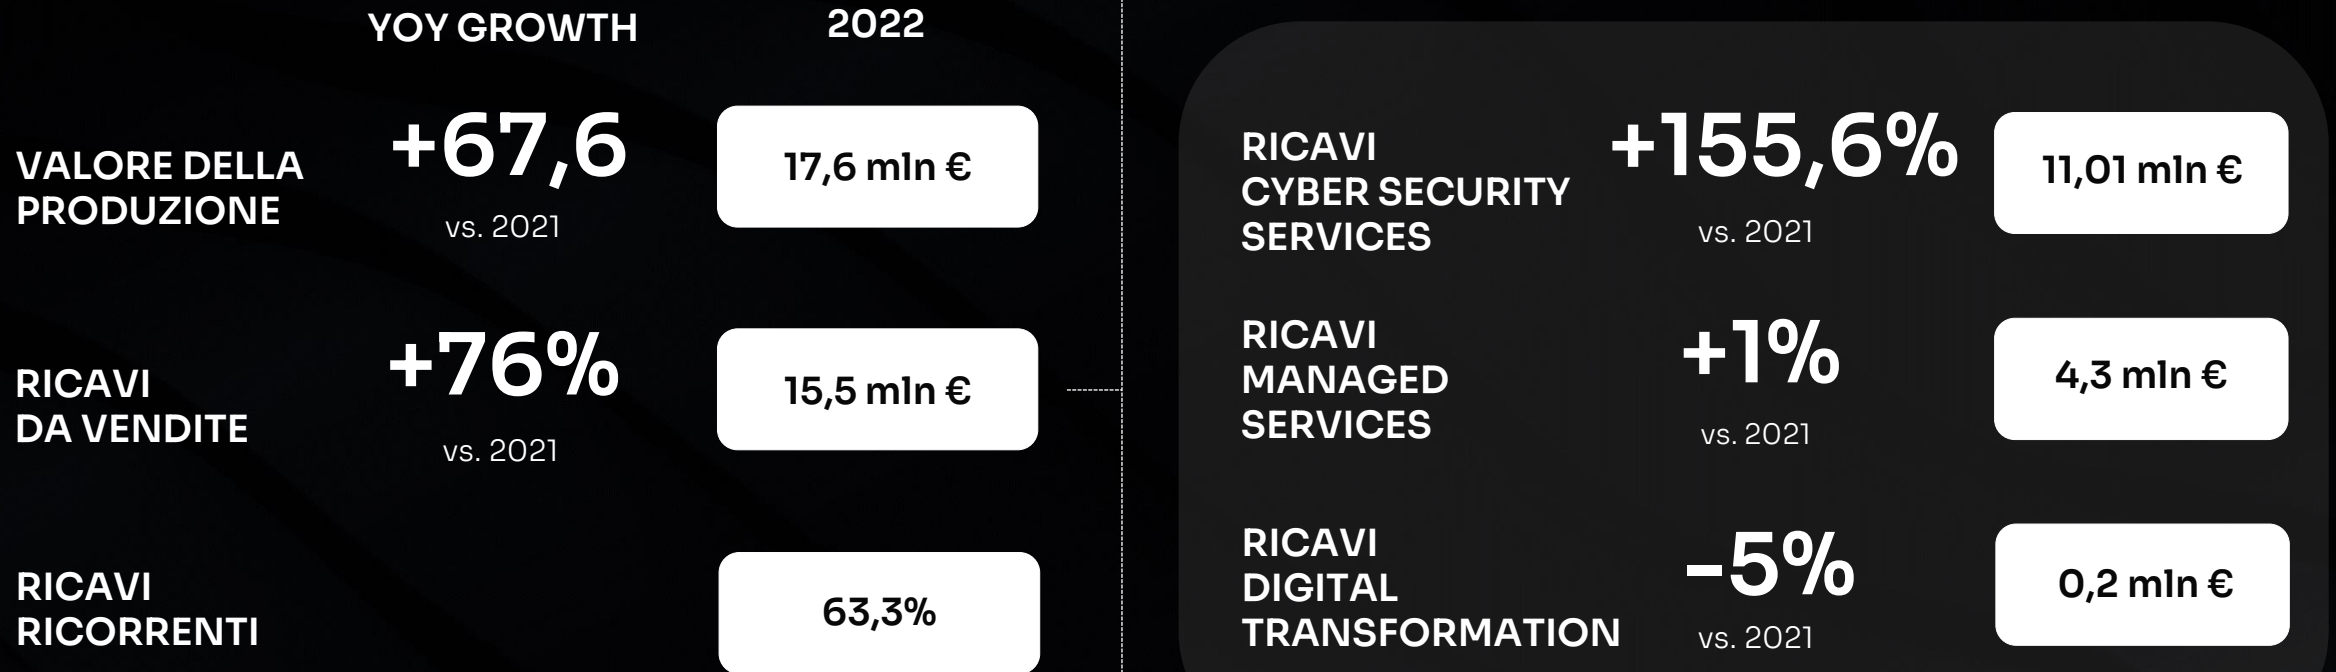 YOY GROWTH
2022
VALORE DELLA
PRODUZIONE
+67,6
vs. 2021
17,6 mln €
RICAVI
DA VENDITE
+76%
vs. 2021
15,5 mln €
RICAVI
RICORRENTI
63,3%
RICAVI
CYBER SECURITY
SERVICES
+155,6%
vs. 2021
11,01 mln €
RICAVI
MANAGED
SERVICES
+1%
vs. 2021
4,3 mln €
RICAVI
DIGITAL
TRANSFORMATION
-5%
vs. 2021
0,2 mln €